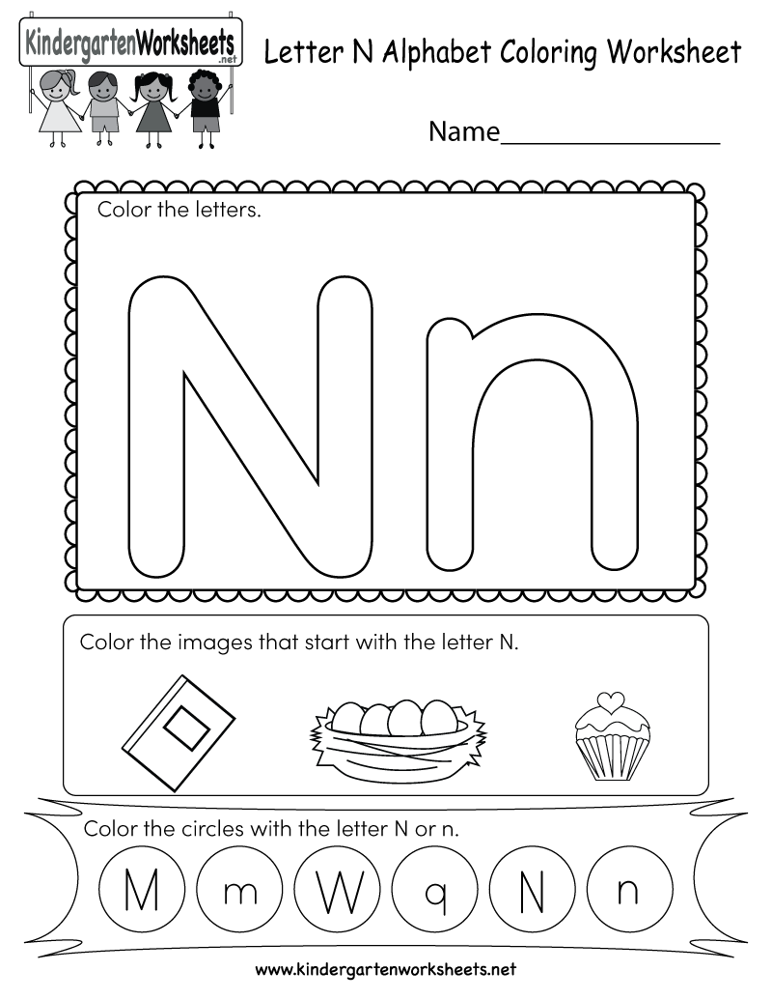 KindergartenWorksheets
.net
Letter N Alphabet Coloring Worksheet
Name
Color the letters.
N n
Color the images that start with the letter N.
Color the circles with the letter N or n.
M m W q N n
www.kindergartenworksheets.net